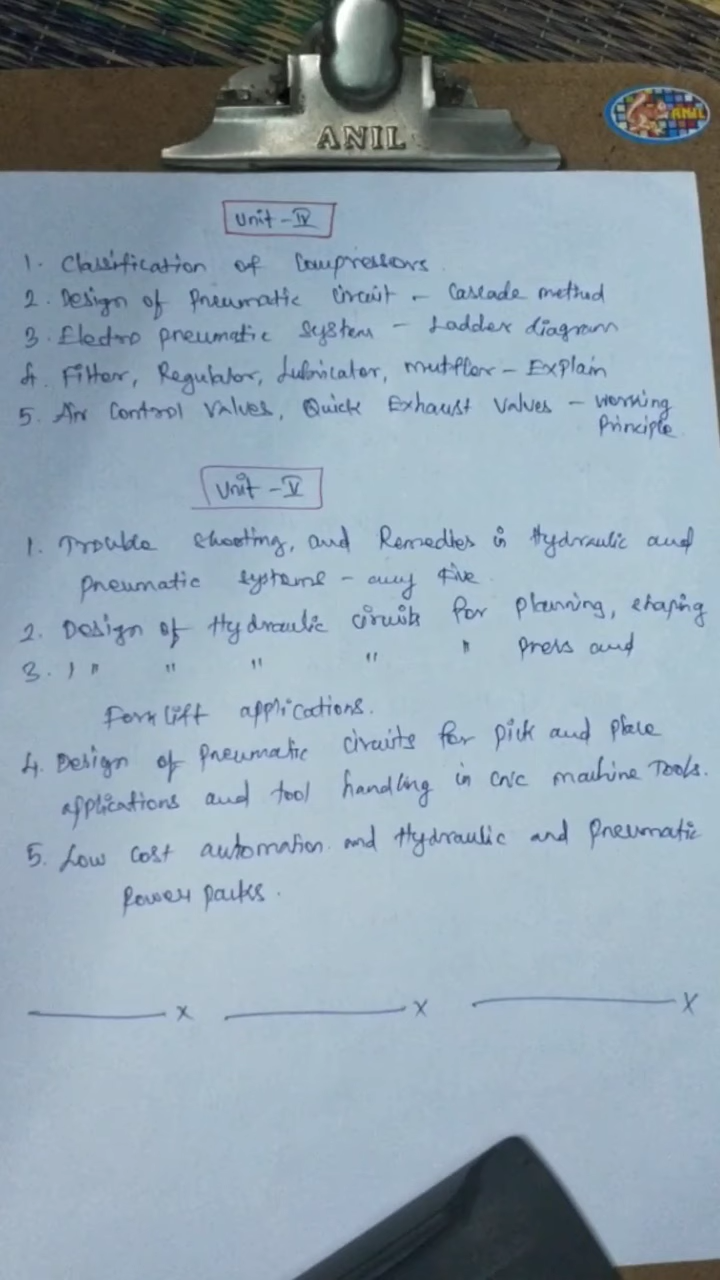 ANIL
ANIL
Unit - IV
1. Classification of Compressors
2. Design of Pneumatic Circuit - Cascade method
3. Electro pneumatic system - Ladder diagram
4. Filter, Regulator, Lubricator, mutfler - Explain
5. Air Control Valves, Quick Exhaust Valves - working
Principle
Unit - V
1. Trouble shooting, and Remedies in Hydraulic and
Pneumatic systems - any five
2. Design of Hydraulic circuits for planning, shaping
3. " " " " " Press and
Fork lift applications.
4. Design of Pneumatic circuits for pick and place
applications and tool handling in CNC machine Tools.
5. Low cost automation and Hydraulic and Pneumatic
Power packs.
x x x